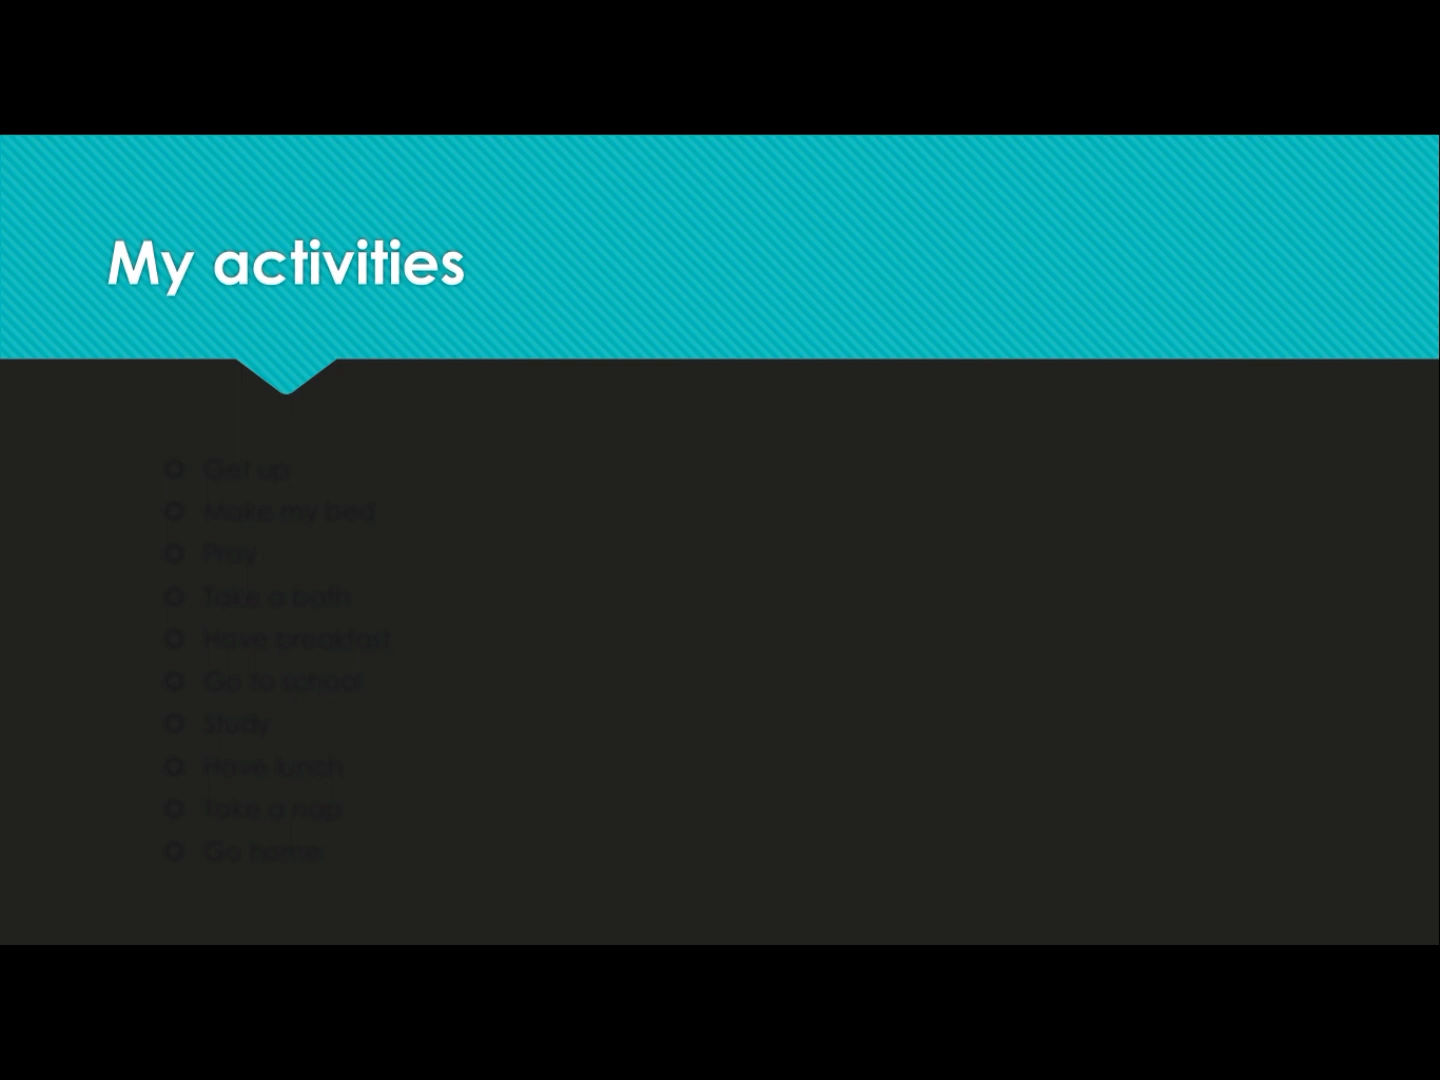 My activities
Get up
Make my bed
Pray
Take a bath
Have breakfast
Go to school
Study
Have lunch
Take a nap
Go home